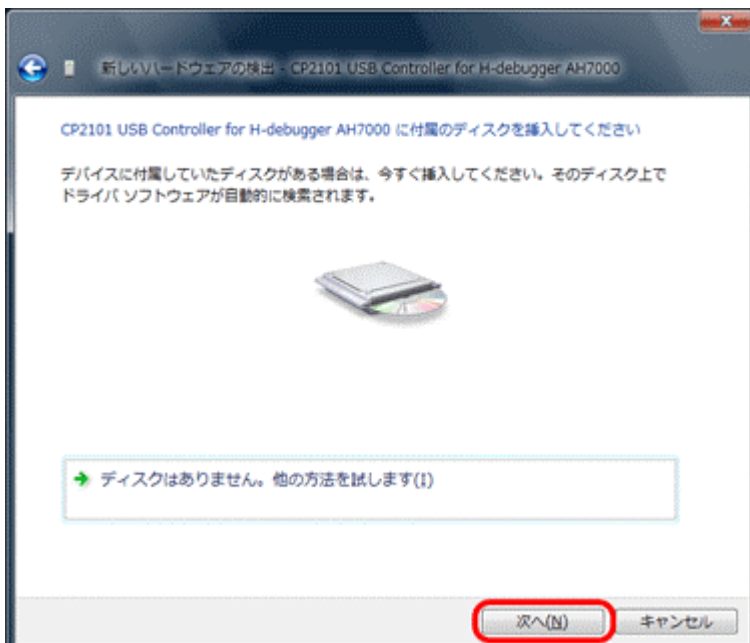 新しいハードウェアの検出 - CP2101 USB Controller for H-debugger AH7000
CP2101 USB Controller for H-debugger AH7000 に付属のディスクを挿入してください
デバイスに付属していたディスクがある場合は、今すぐ挿入してください。そのディスク上で
ドライバ ソフトウェアが自動的に検索されます。
ディスクはありません。他の方法を試します(I)
次へ(N)
キャンセル